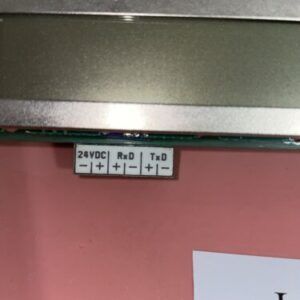 24VDC RxD TxD
- + + - + -